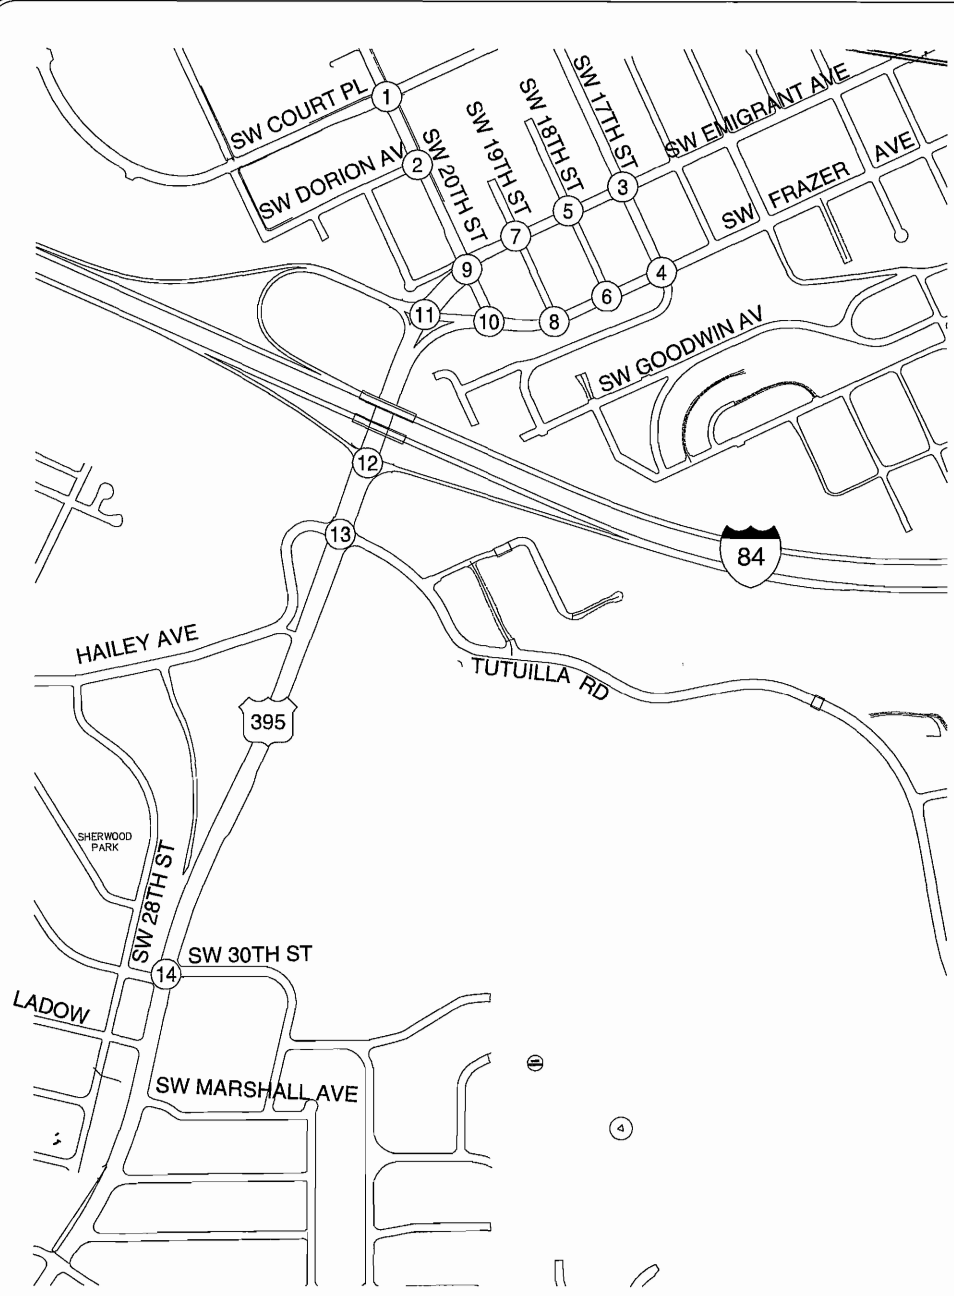 SW COURT PL
1
SW DORION AV
2
SW 20TH ST
SW 19TH ST
SW 18TH ST
SW 17TH ST
SW EMIGRANT AVE
SW FRAZER AVE
3
5
7
9
4
6
8
10
11
SW GOODWIN AV
12
13
84
HAILEY AVE
TUTUILLA RD
395
SHERWOOD
PARK
SW 28TH ST
SW 30TH ST
14
LADOW
SW MARSHALL AVE